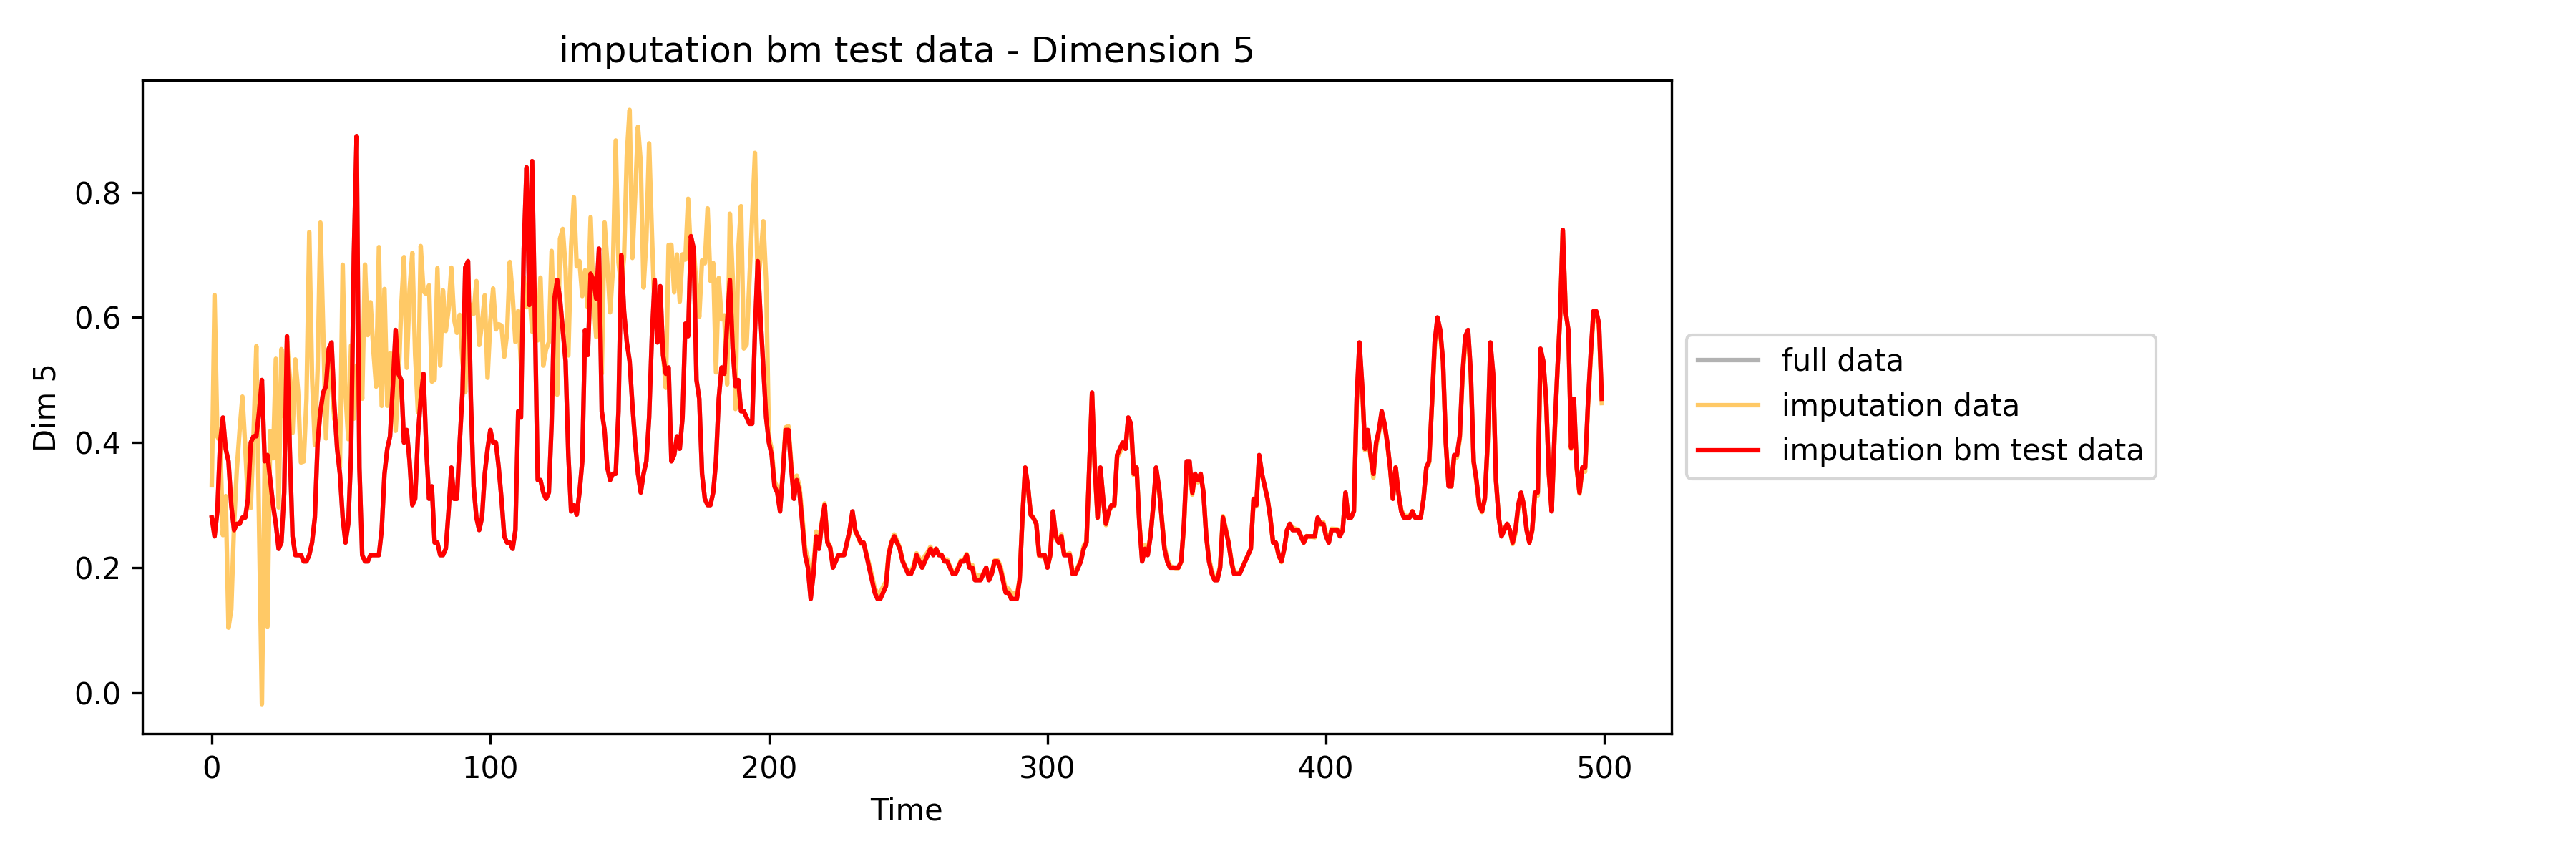 imputation bm test data - Dimension 5
Dim 5
0.8
0.6
0.4
0.2
0.0
0 100 200 300 400 500
Time
full data
imputation data
imputation bm test data